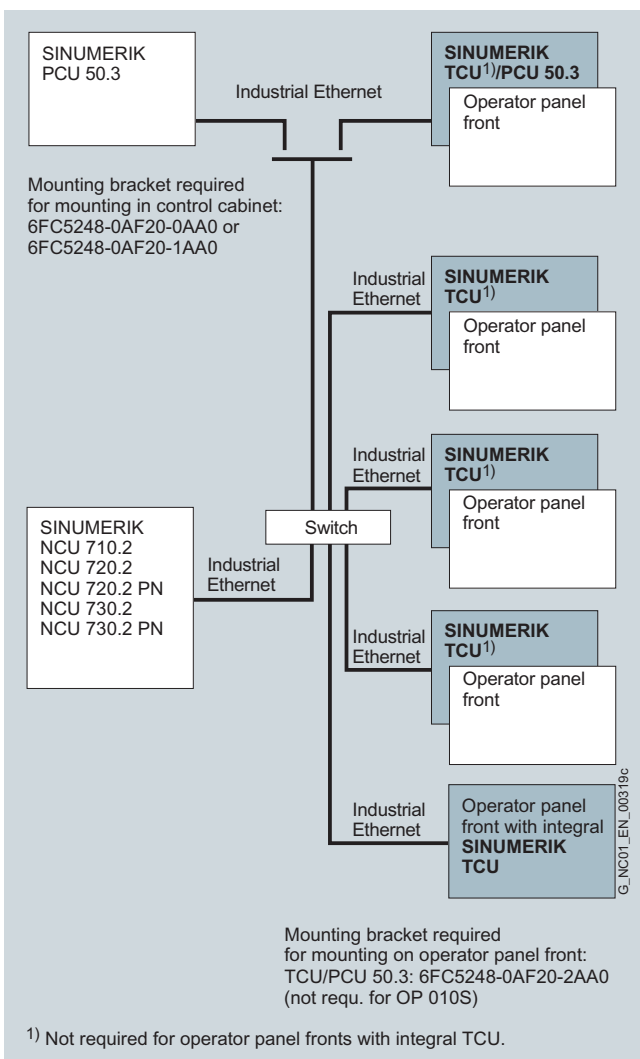 SINUMERIK
PCU 50.3
Industrial Ethernet
SINUMERIK
TCU1)/PCU 50.3
Operator panel
front
Mounting bracket required
for mounting in control cabinet:
6FC5248-0AF20-0AA0 or
6FC5248-0AF20-1AA0
Industrial
Ethernet
SINUMERIK
TCU1)
Operator panel
front
Industrial
Ethernet
SINUMERIK
TCU1)
Operator panel
front
Switch
SINUMERIK
NCU 710.2
NCU 720.2
NCU 720.2 PN
NCU 730.2
NCU 730.2 PN
Industrial
Ethernet
Industrial
Ethernet
SINUMERIK
TCU1)
Operator panel
front
Industrial
Ethernet
Operator panel
front with integral
SINUMERIK
TCU
G_NC01_EN_00319c
Mounting bracket required
for mounting on operator panel front:
TCU/PCU 50.3: 6FC5248-0AF20-2AA0
(not requ. for OP 010S)
1) Not required for operator panel fronts with integral TCU.